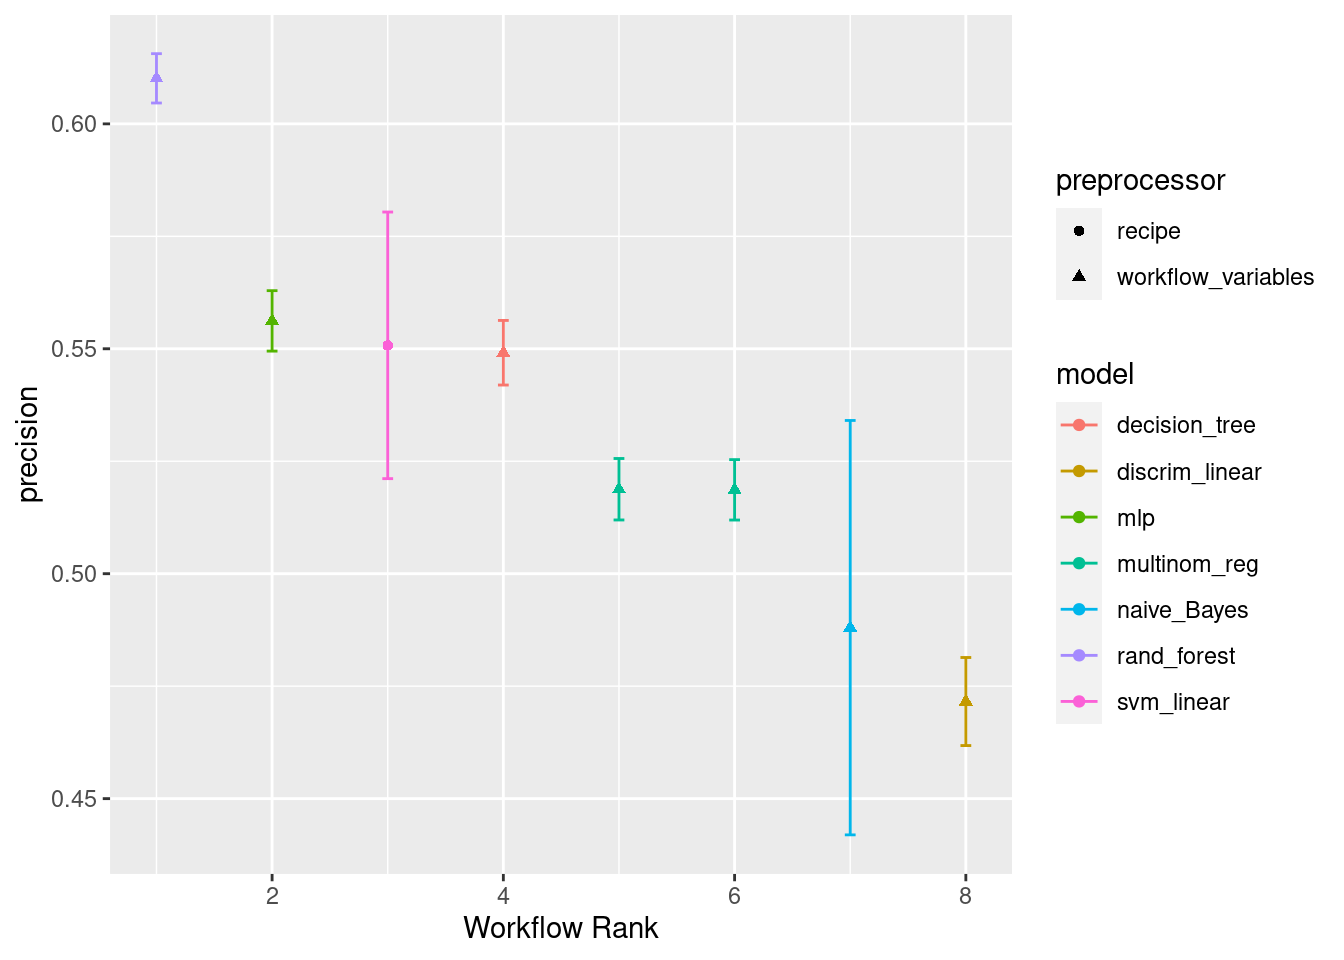 0.60
0.55
0.50
0.45
precision
2
4
6
8
Workflow Rank
preprocessor
recipe
workflow_variables
model
decision_tree
discrim_linear
mlp
multinom_reg
naive_Bayes
rand_forest
svm_linear